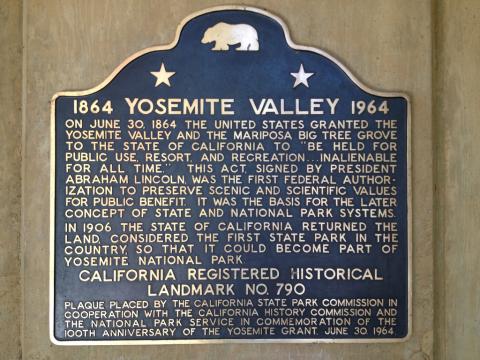 1864 YOSEMITE VALLEY 1964
ON JUNE 30, 1864 THE UNITED STATES GRANTED THE
YOSEMITE VALLEY AND THE MARIPOSA BIG TREE GROVE
TO THE STATE OF CALIFORNIA TO "BE HELD FOR
PUBLIC USE, RESORT, AND RECREATION...INALIENABLE
FOR ALL TIME." THIS ACT, SIGNED BY PRESIDENT
ABRAHAM LINCOLN, WAS THE FIRST FEDERAL AUTHOR-
IZATION TO PRESERVE SCENIC AND SCIENTIFIC VALUES
FOR PUBLIC BENEFIT. IT WAS THE BASIS FOR THE LATER
CONCEPT OF STATE AND NATIONAL PARK SYSTEMS.
IN 1906 THE STATE OF CALIFORNIA RETURNED THE
LAND, CONSIDERED THE FIRST STATE PARK IN THE
COUNTRY, SO THAT IT COULD BECOME PART OF
YOSEMITE NATIONAL PARK.
CALIFORNIA REGISTERED HISTORICAL
LANDMARK NO. 790
PLAQUE PLACED BY THE CALIFORNIA STATE PARK COMMISSION IN
COOPERATION WITH THE CALIFORNIA HISTORY COMMISSION AND
THE NATIONAL PARK SERVICE IN COMMEMORATION OF THE
100TH ANNIVERSARY OF THE YOSEMITE GRANT, JUNE 30, 1964.